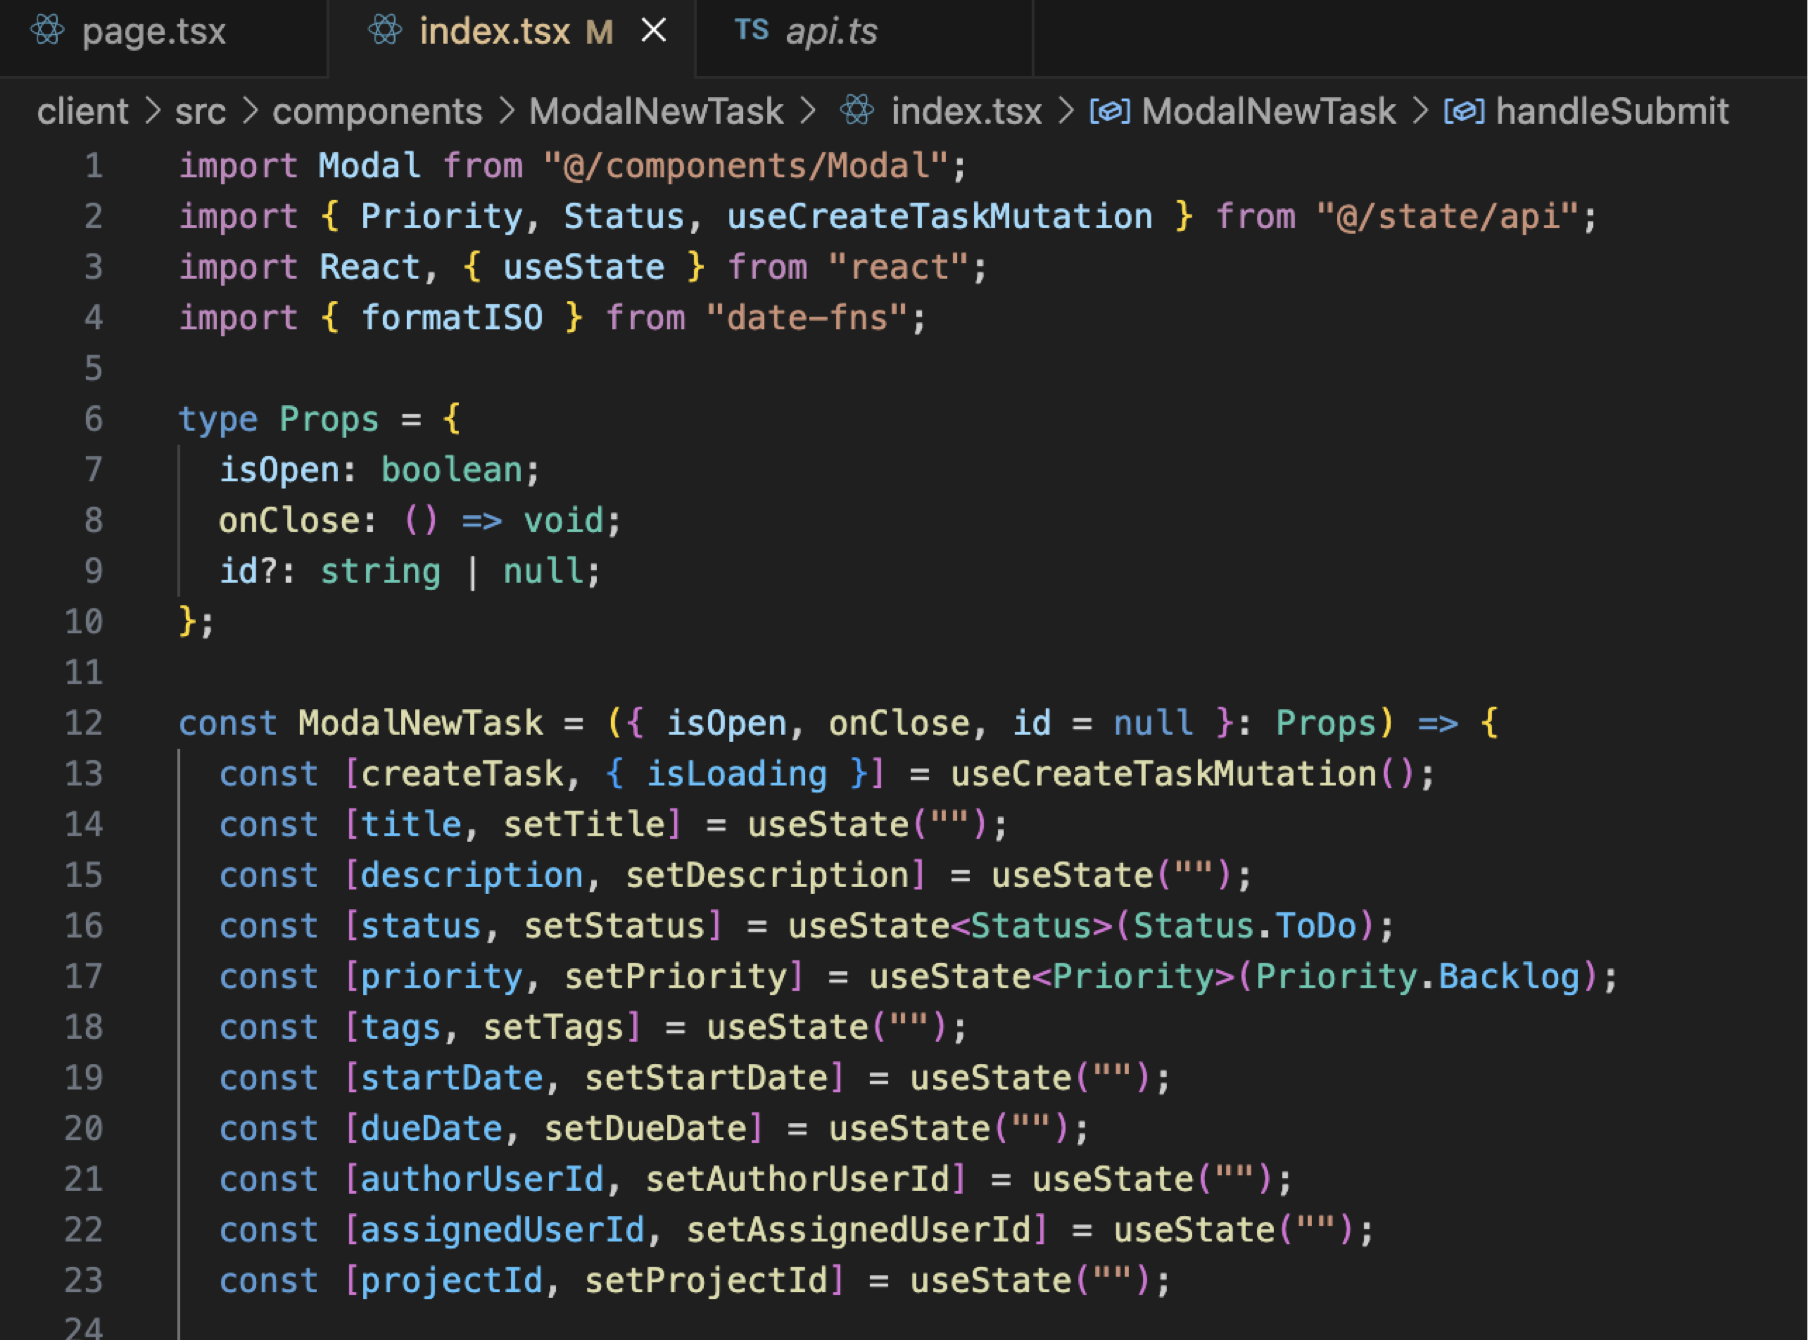 page.tsx index.tsx M TS api.ts
client > src > components > ModalNewTask > index.tsx > ModalNewTask > handleSubmit
1 import Modal from "@/components/Modal";
2 import { Priority, Status, useCreateTaskMutation } from "@/state/api";
3 import React, { useState } from "react";
4 import { formatISO } from "date-fns";
5
6 type Props = {
7   isOpen: boolean;
8   onClose: () => void;
9   id?: string | null;
10 };
11
12 const ModalNewTask = ({ isOpen, onClose, id = null }: Props) => {
13   const [createTask, { isLoading }] = useCreateTaskMutation();
14   const [title, setTitle] = useState("");
15   const [description, setDescription] = useState("");
16   const [status, setStatus] = useState<Status>(Status.ToDo);
17   const [priority, setPriority] = useState<Priority>(Priority.Backlog);
18   const [tags, setTags] = useState("");
19   const [startDate, setStartDate] = useState("");
20   const [dueDate, setDueDate] = useState("");
21   const [authorUserId, setAuthorUserId] = useState("");
22   const [assignedUserId, setAssignedUserId] = useState("");
23   const [projectId, setProjectId] = useState("");
24